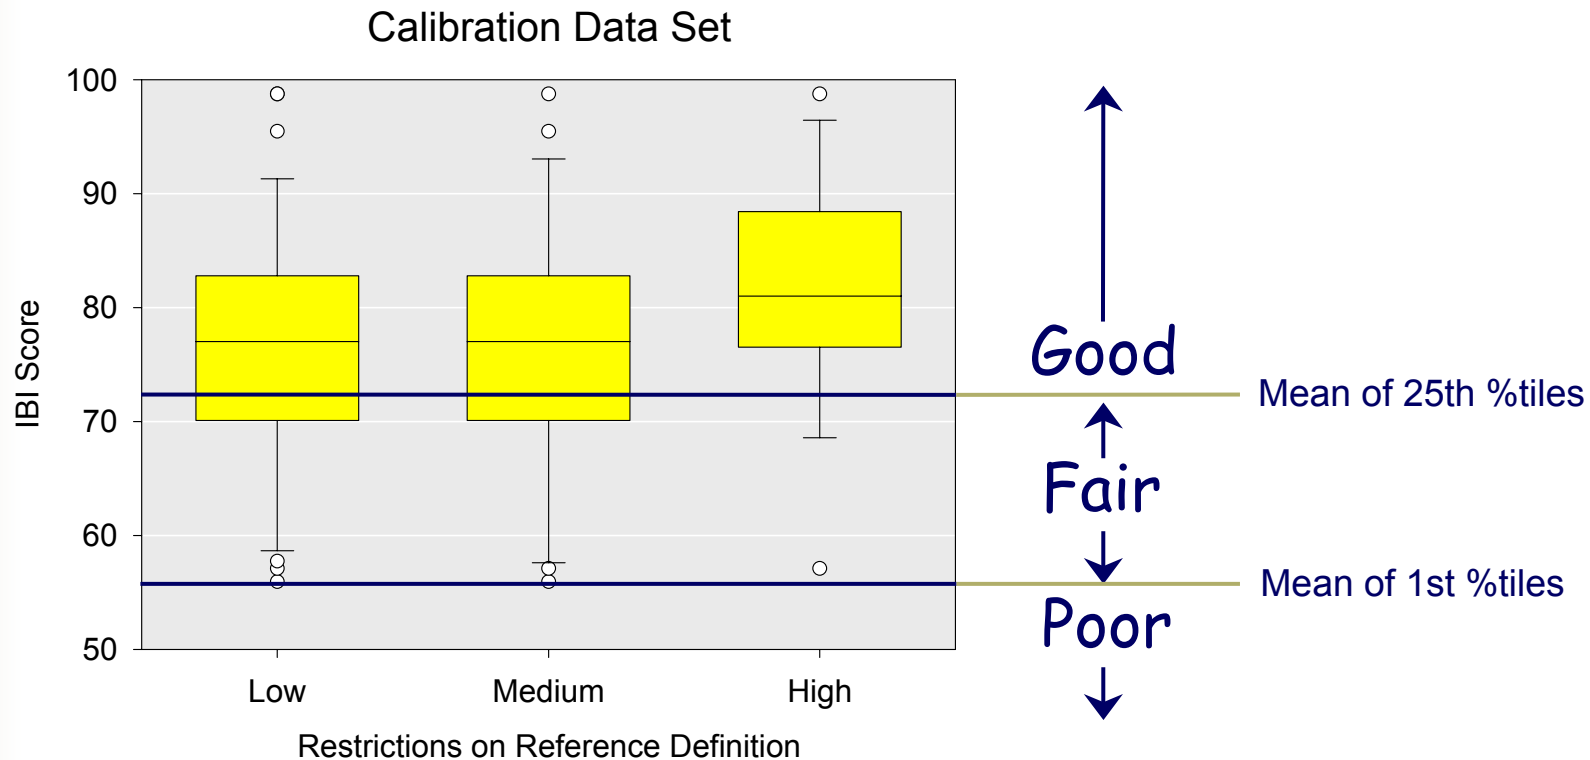 Calibration Data Set
100
90
80
70
60
50
IBI Score
Low Medium High
Restrictions on Reference Definition
Good
Mean of 25th %tiles
Fair
Mean of 1st %tiles
Poor